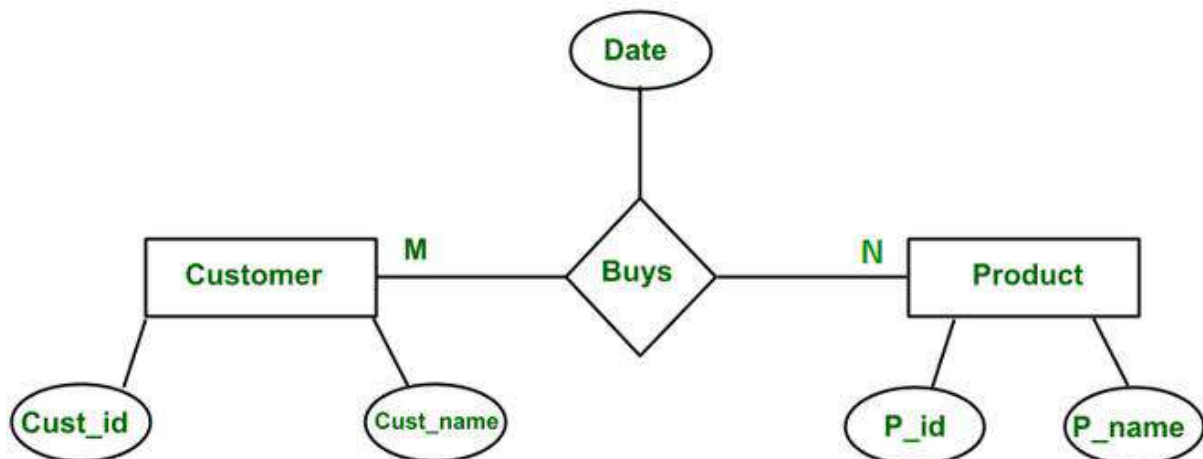 Date
M
N
Customer
Buys
Product
Cust_id
Cust_name
P_id
P_name